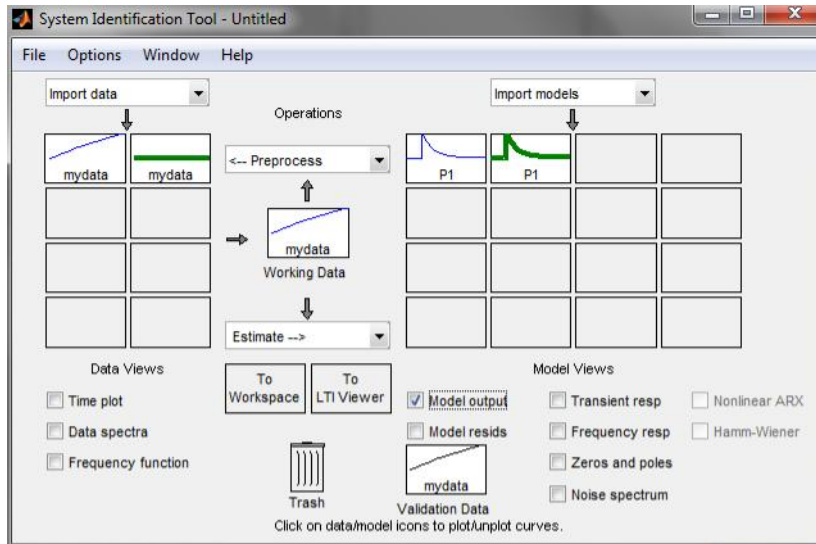 System Identification Tool - Untitled
File Options Window Help
Import data
Import models
Operations
mydata
mydata
<-- Preprocess
P1
P1
mydata
Working Data
Estimate -->
Data Views
To
Workspace
To
LTI Viewer
Model Views
Time plot
Data spectra
Frequency function
Model output
Model resids
Transient resp
Frequency resp
Zeros and poles
Noise spectrum
Nonlinear ARX
Hamm-Wiener
Trash
mydata
Validation Data
Click on data/model icons to plot/unplot curves.